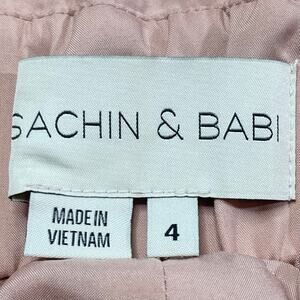 SACHIN & BABI
MADE IN
VIETNAM
4